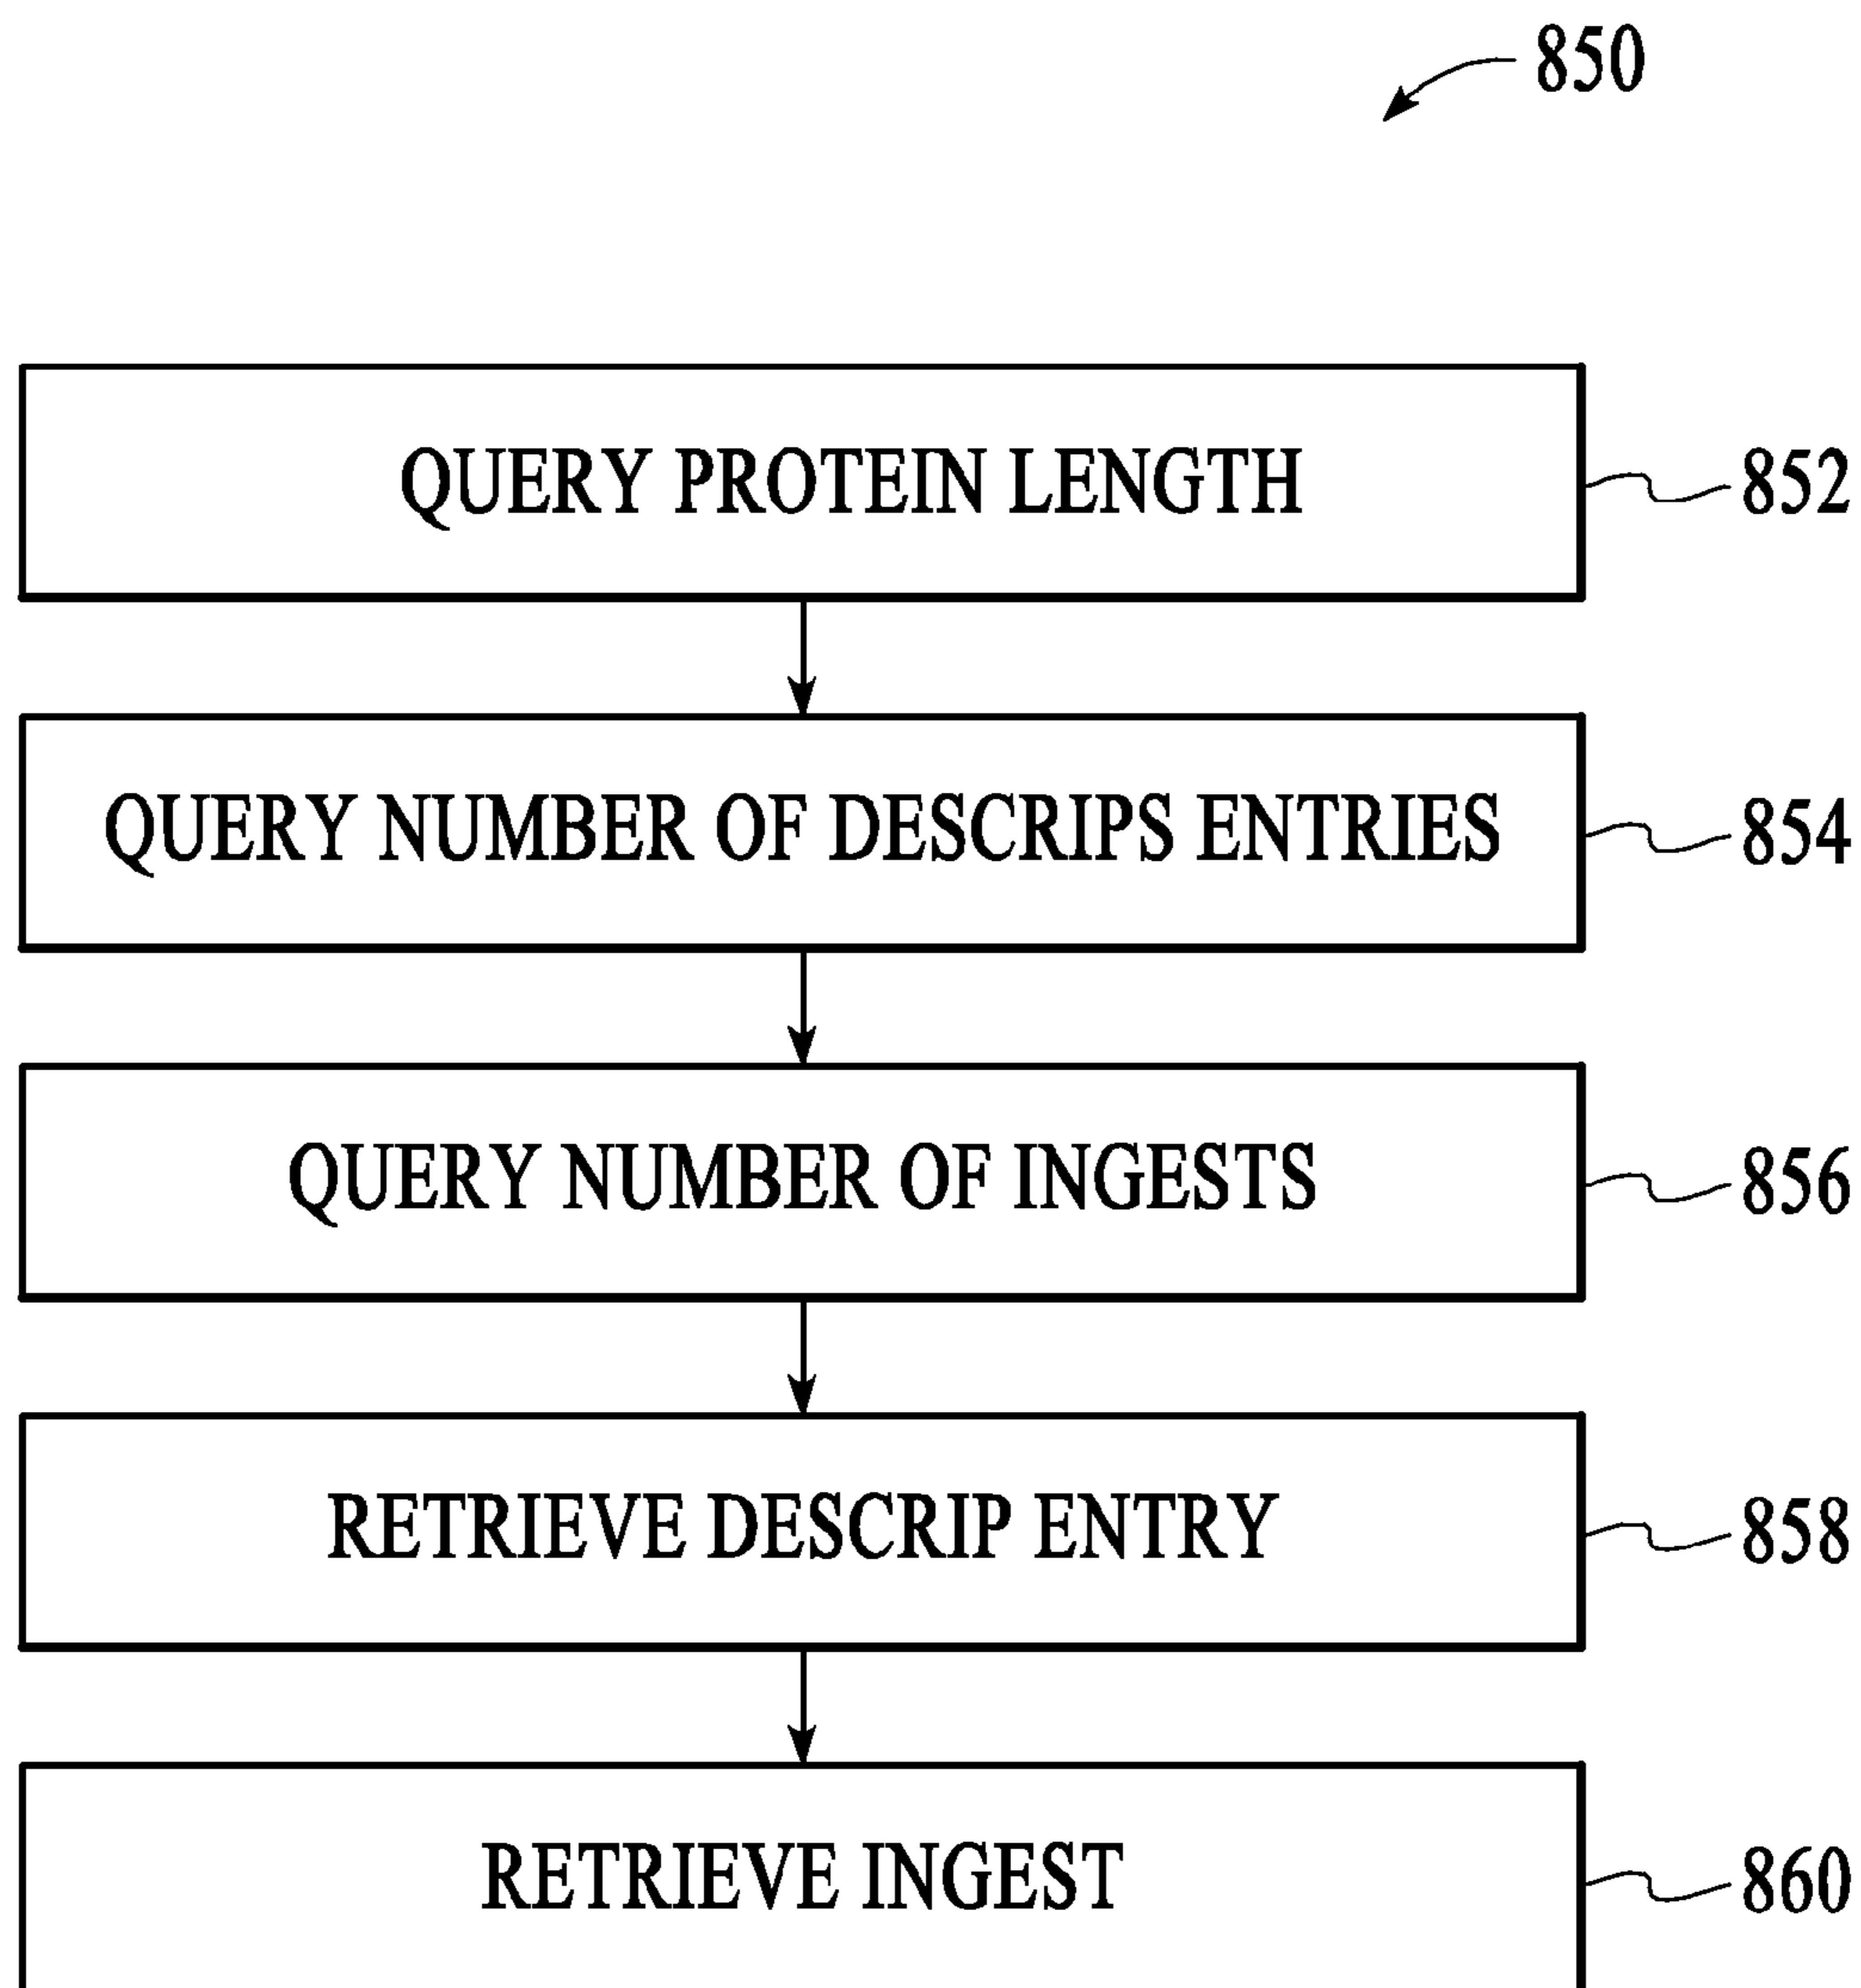 850
QUERY PROTEIN LENGTH
852
QUERY NUMBER OF DESCRIPS ENTRIES
854
QUERY NUMBER OF INGESTS
856
RETRIEVE DESCRIP ENTRY
858
RETRIEVE INGEST
860